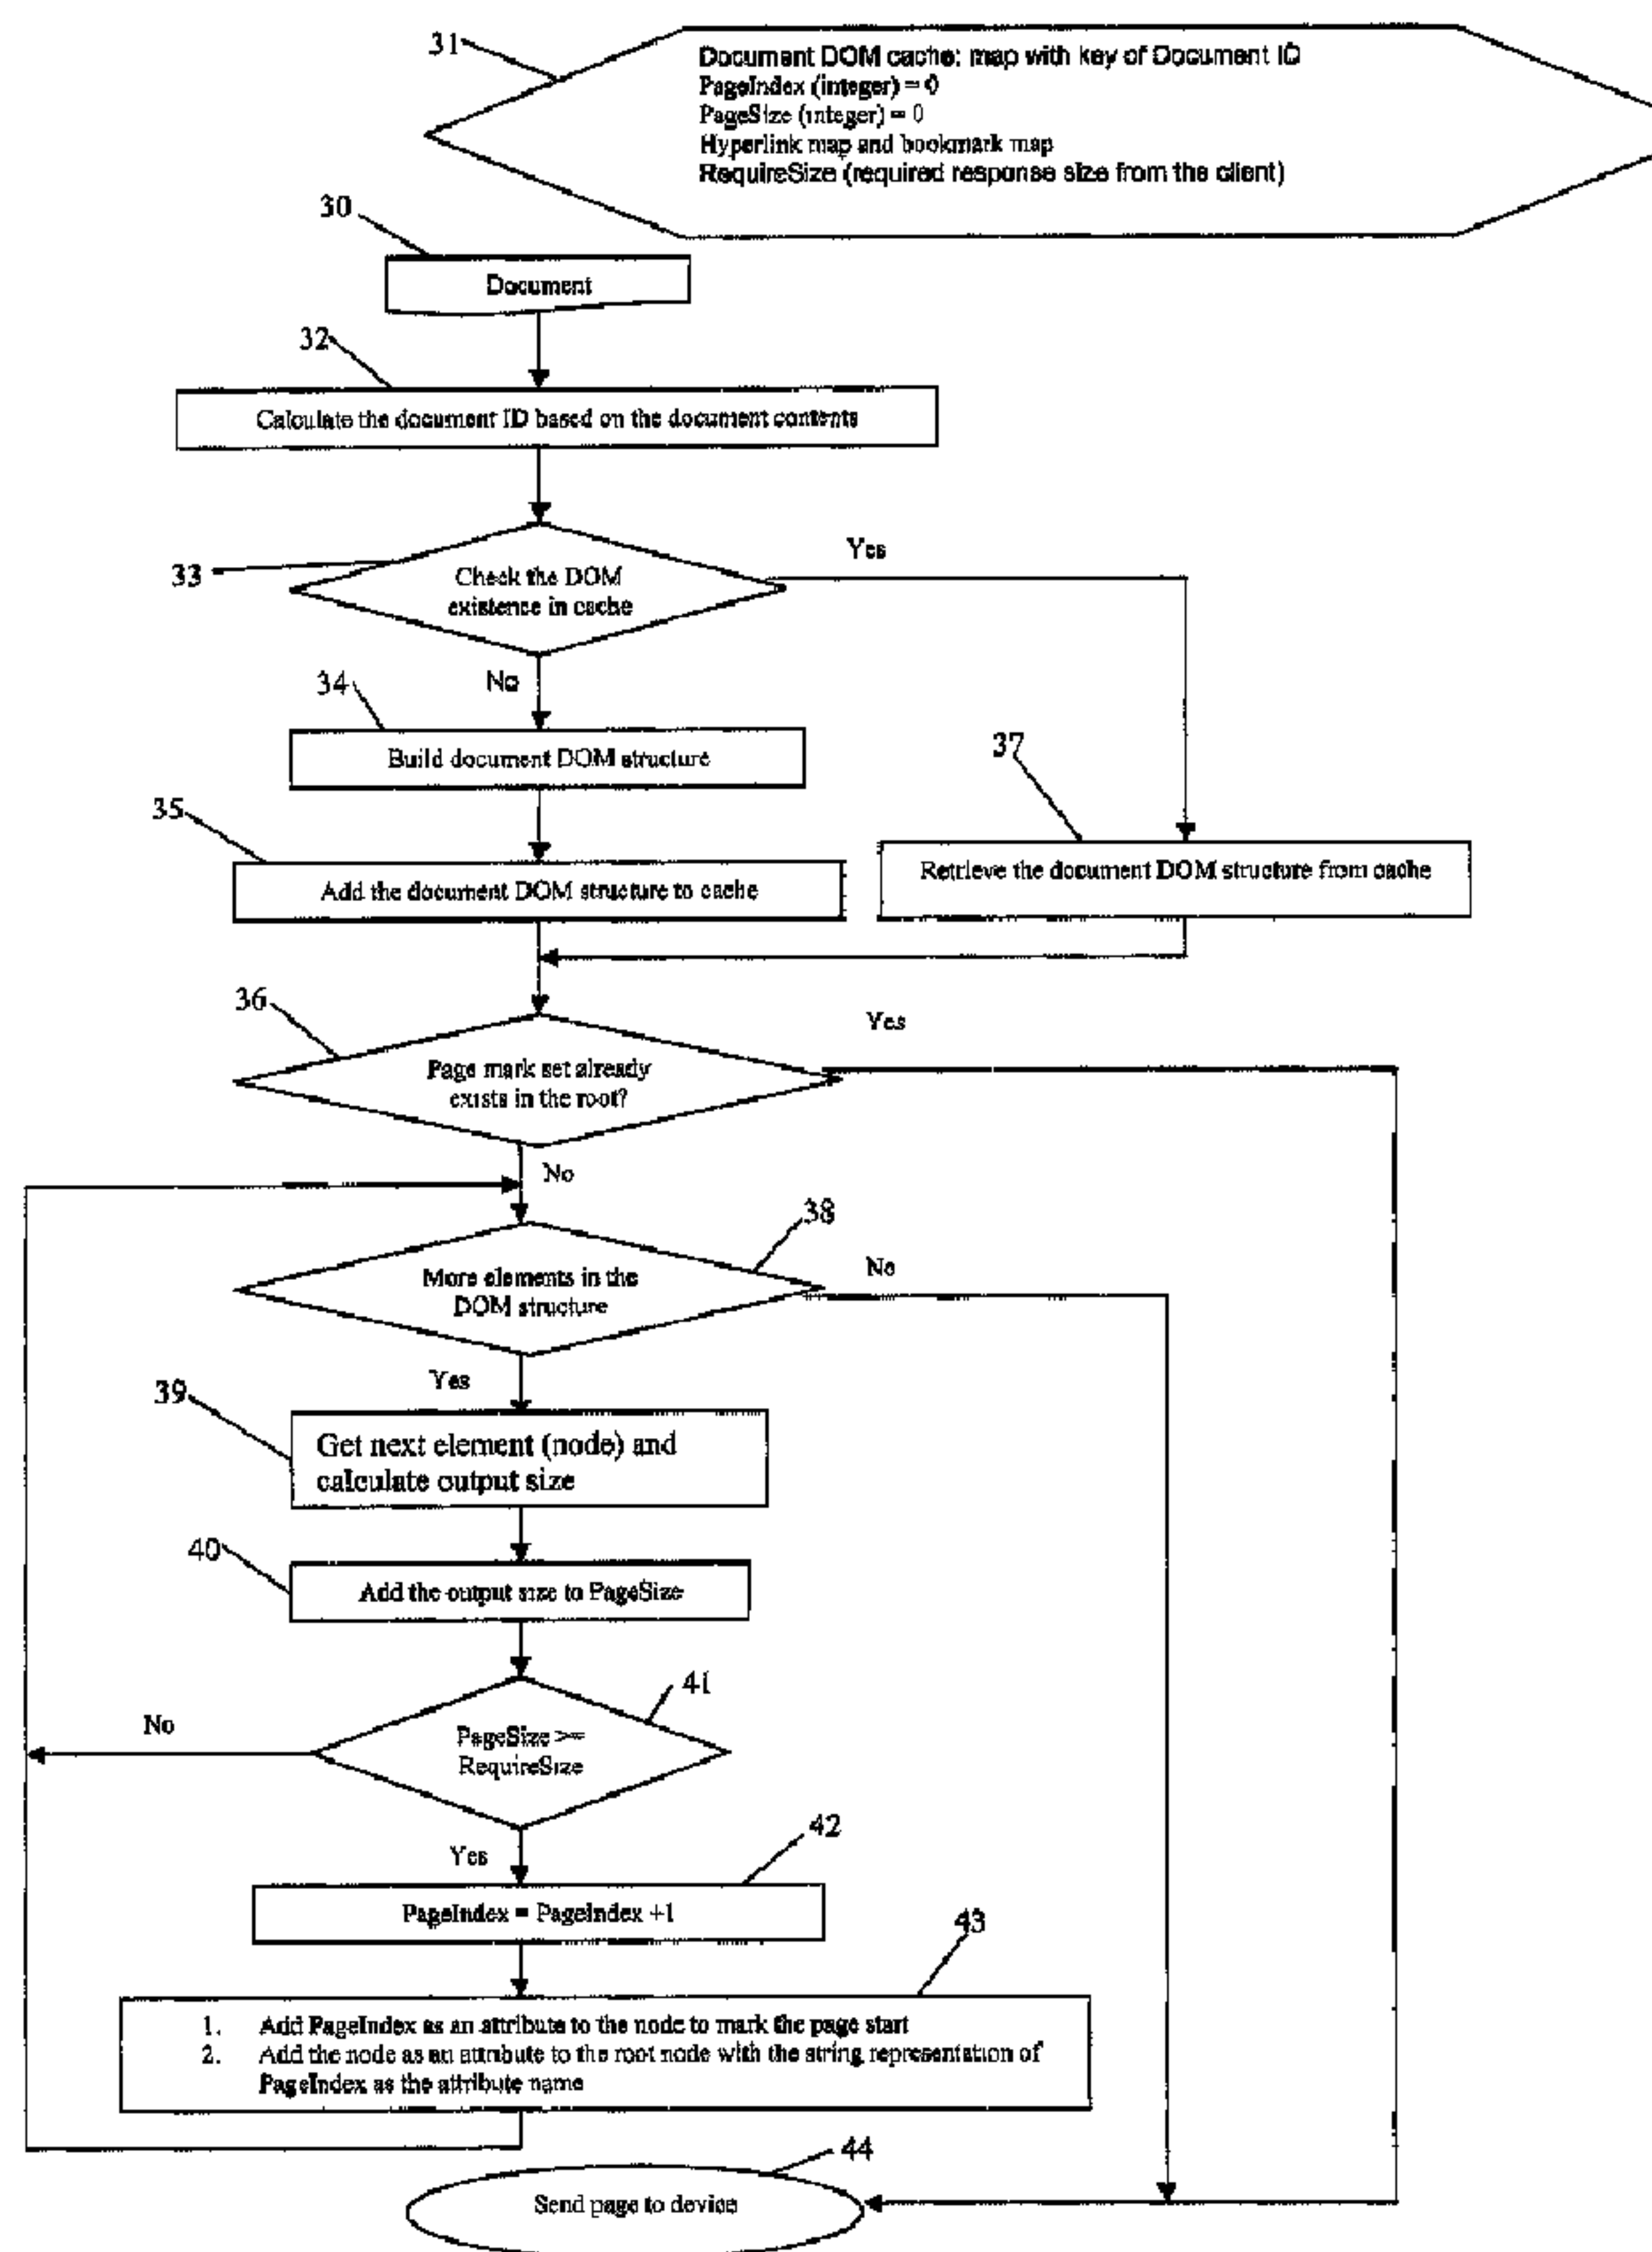 31
Document DOM cache: map with key of Document ID
PageIndex (integer) = 0
PageSize (integer) = 0
Hyperlink map and bookmark map
RequireSize (required response size from the client)
30
Document
32
Calculate the document ID based on the document contents
33
Check the DOM
existence in cache
Yes
No
34
Build document DOM structure
37
35
Add the document DOM structure to cache
Retrieve the document DOM structure from cache
36
Page mark set already
exists in the root?
Yes
No
38
More elements in the
DOM structure
No
Yes
39
Get next element (node) and
calculate output size
40
Add the output size to PageSize
41
PageSize >=
RequireSize
No
Yes
42
PageIndex = PageIndex +1
43
1. Add PageIndex as an attribute to the node to mark the page start
2. Add the node as an attribute to the root node with the string representation of
PageIndex as the attribute name
44
Send page to device